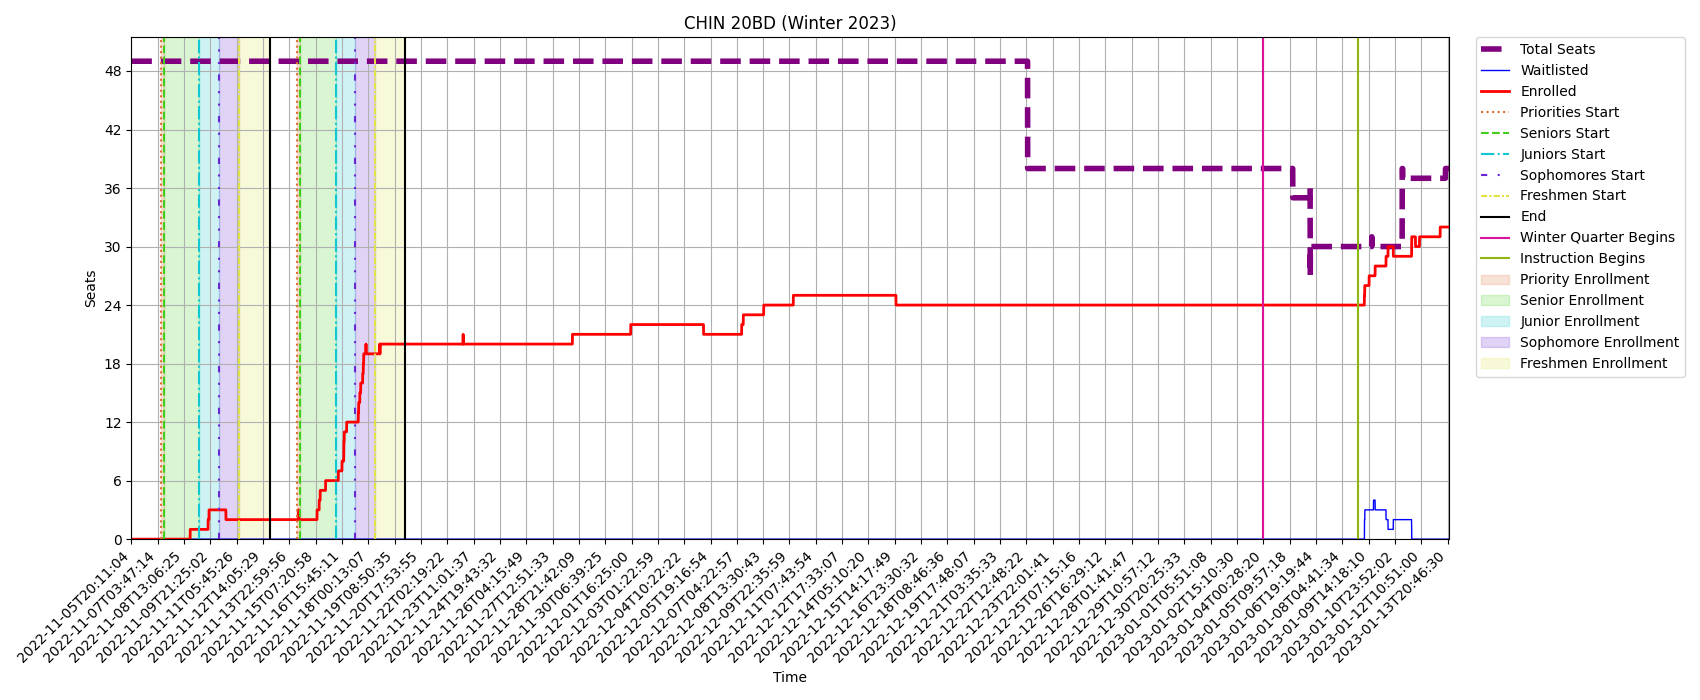 CHIN 20BD (Winter 2023)
Seats
48
42
36
30
24
18
12
6
0
2022-11-05T20:11:04
2022-11-07T03:47:14
2022-11-08T13:06:25
2022-11-09T21:25:02
2022-11-11T05:45:26
2022-11-12T14:05:29
2022-11-13T22:59:56
2022-11-15T07:20:58
2022-11-16T15:45:11
2022-11-18T00:13:07
2022-11-19T08:50:35
2022-11-20T17:53:55
2022-11-22T02:19:22
2022-11-23T11:01:37
2022-11-24T19:43:32
2022-11-26T04:15:49
2022-11-27T12:51:33
2022-11-28T21:42:09
2022-11-30T06:39:25
2022-12-01T16:25:00
2022-12-03T01:22:59
2022-12-04T10:22:22
2022-12-05T19:16:54
2022-12-07T04:22:57
2022-12-08T13:30:43
2022-12-09T22:35:59
2022-12-11T07:43:54
2022-12-12T17:33:07
2022-12-14T05:10:20
2022-12-15T14:17:49
2022-12-16T23:30:32
2022-12-18T08:46:36
2022-12-19T17:48:07
2022-12-21T03:35:33
2022-12-22T12:48:22
2022-12-23T22:01:41
2022-12-25T07:15:16
2022-12-26T16:29:12
2022-12-28T01:41:47
2022-12-29T10:57:12
2022-12-30T20:25:33
2023-01-01T05:51:08
2023-01-02T15:10:30
2023-01-04T00:28:20
2023-01-05T09:57:18
2023-01-06T19:19:44
2023-01-08T04:41:34
2023-01-09T14:18:10
2023-01-10T23:52:02
2023-01-12T10:51:00
2023-01-13T20:46:30
Time
Total Seats
Waitlisted
Enrolled
Priorities Start
Seniors Start
Juniors Start
Sophomores Start
Freshmen Start
End
Winter Quarter Begins
Instruction Begins
Priority Enrollment
Senior Enrollment
Junior Enrollment
Sophomore Enrollment
Freshmen Enrollment